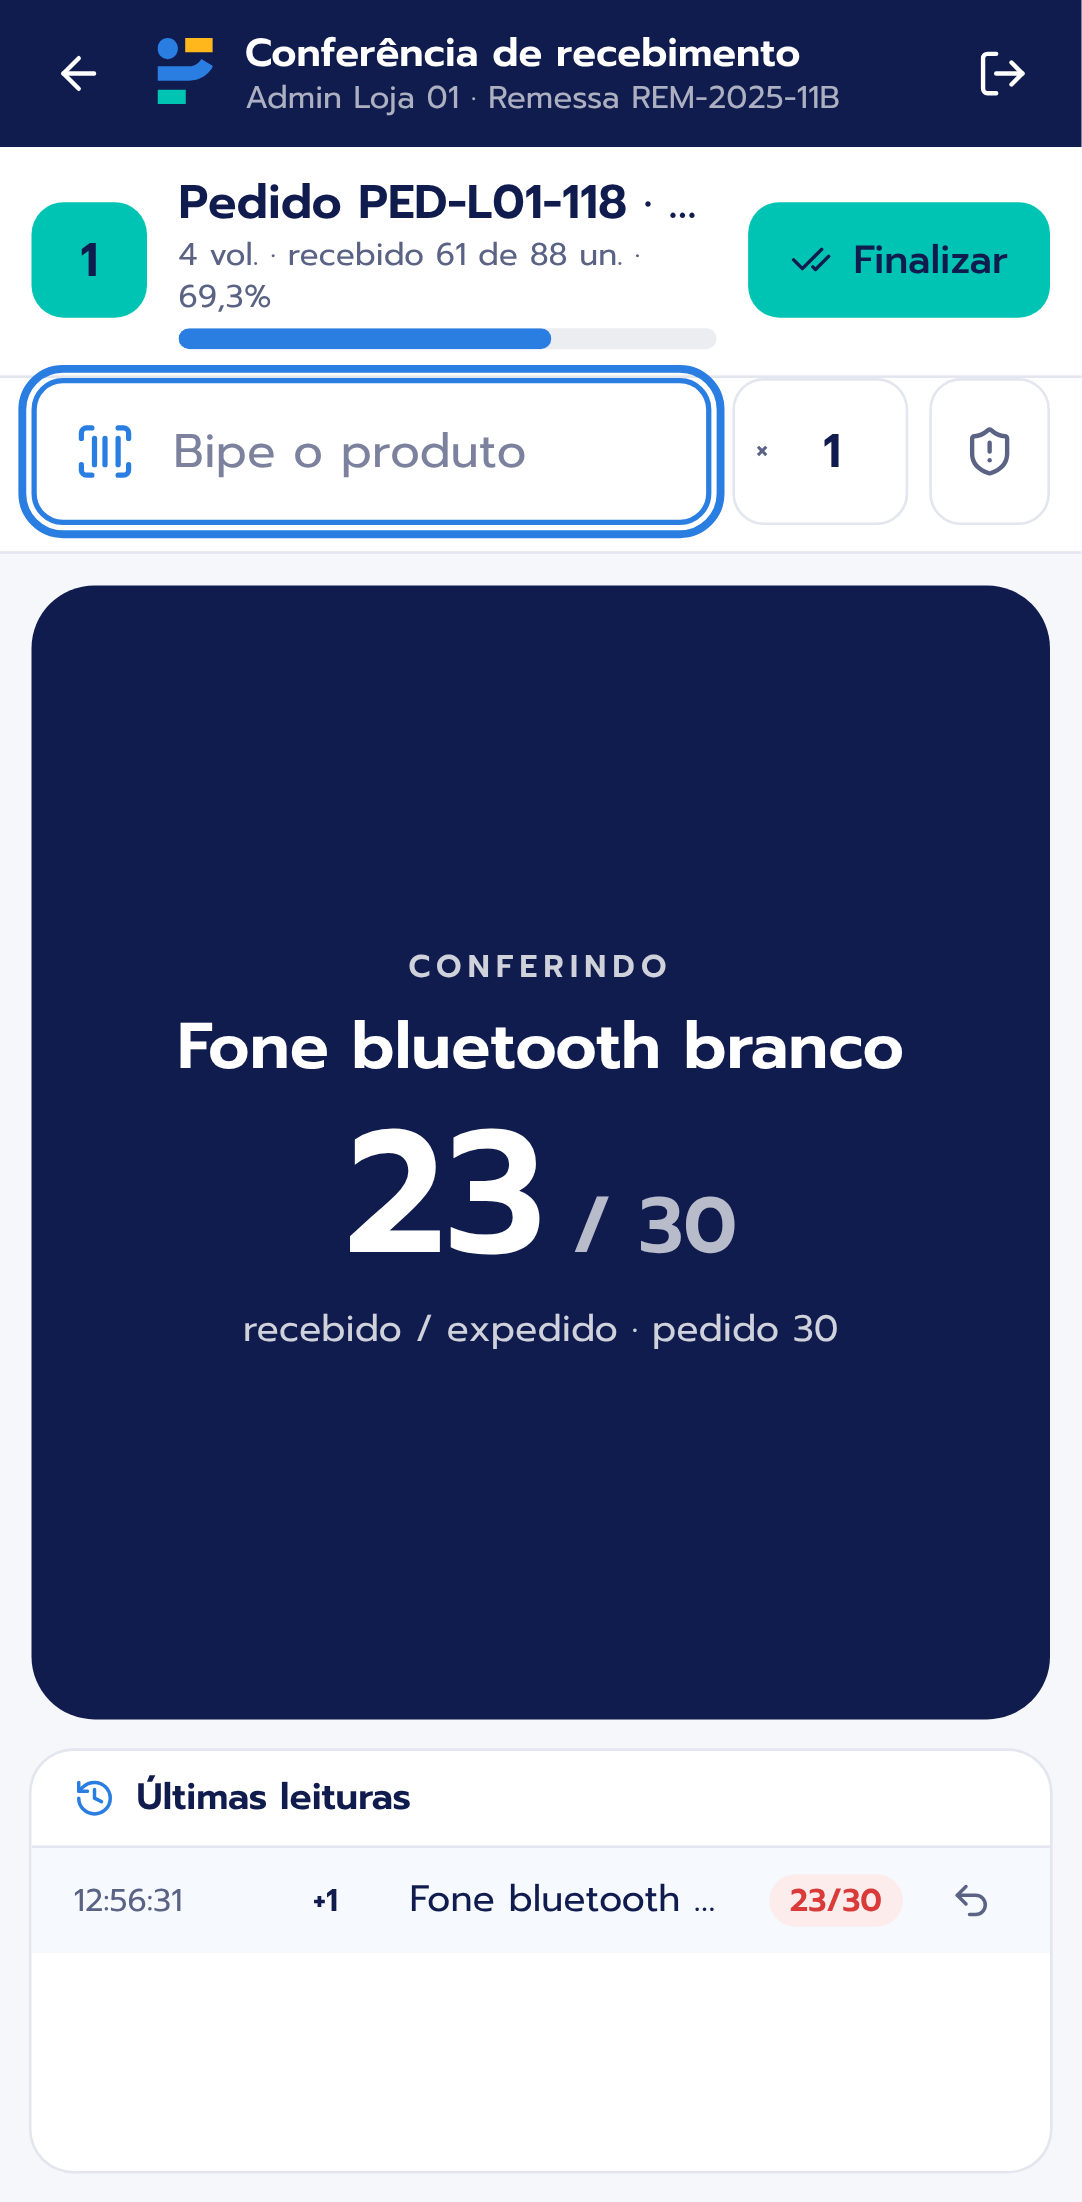 Conferência de recebimento
Admin Loja 01 · Remessa REM-2025-11B
1
Pedido PED-L01-118 · ...
4 vol. · recebido 61 de 88 un. ·
69,3%
Finalizar
Bipe o produto
× 1
CONFERINDO
Fone bluetooth branco
23 / 30
recebido / expedido · pedido 30
Últimas leituras
12:56:31 +1 Fone bluetooth ... 23/30